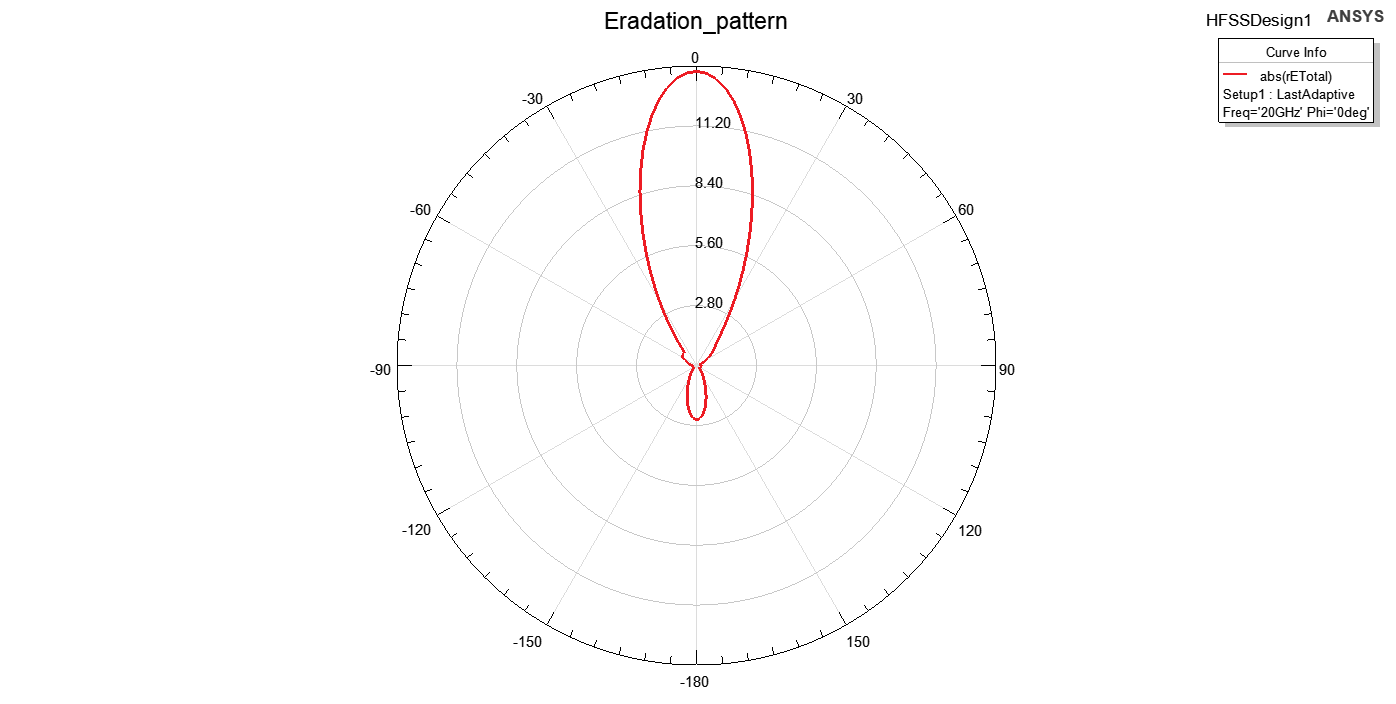 Eradation_pattern
HFSSDesign1
ANSYS
Curve Info
abs(rETotal)
Setup1 : LastAdaptive
Freq='20GHz' Phi='0deg'
0
-30
30
11.20
8.40
-60
60
5.60
2.80
-90
90
-120
120
-150
150
-180